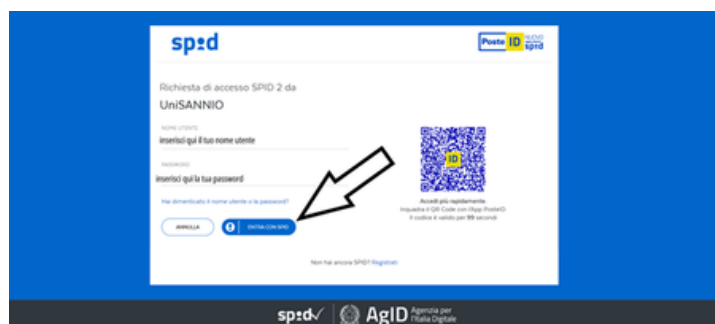 sp:d
Poste ID NUOVO
spid
Richiesta di accesso SPID 2 da
UniSANNIO
NOME UTENTE
inserisci qui il tuo nome utente
PASSWORD
inserisci qui la tua password
Hai dimenticato il nome utente o la password?
ANNULLA
ENTRA CON SPID
ID
Accedi più rapidamente
Inquadra il QR Code con l'App PosteID
Il codice è valido per 99 secondi
Non hai ancora SPID? Registrati
sp:d
AgID Agenzia per
l'Italia Digitale